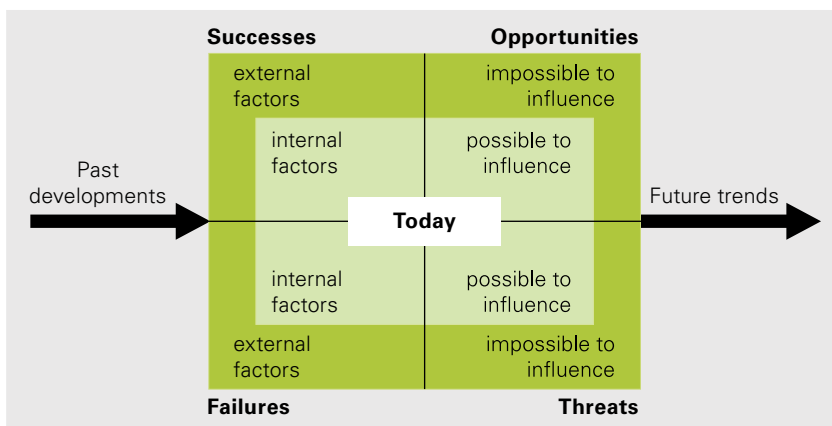 Successes
Opportunities
external
factors
impossible to
influence
internal
factors
possible to
influence
Past
developments
Today
Future trends
internal
factors
possible to
influence
external
factors
impossible to
influence
Failures
Threats